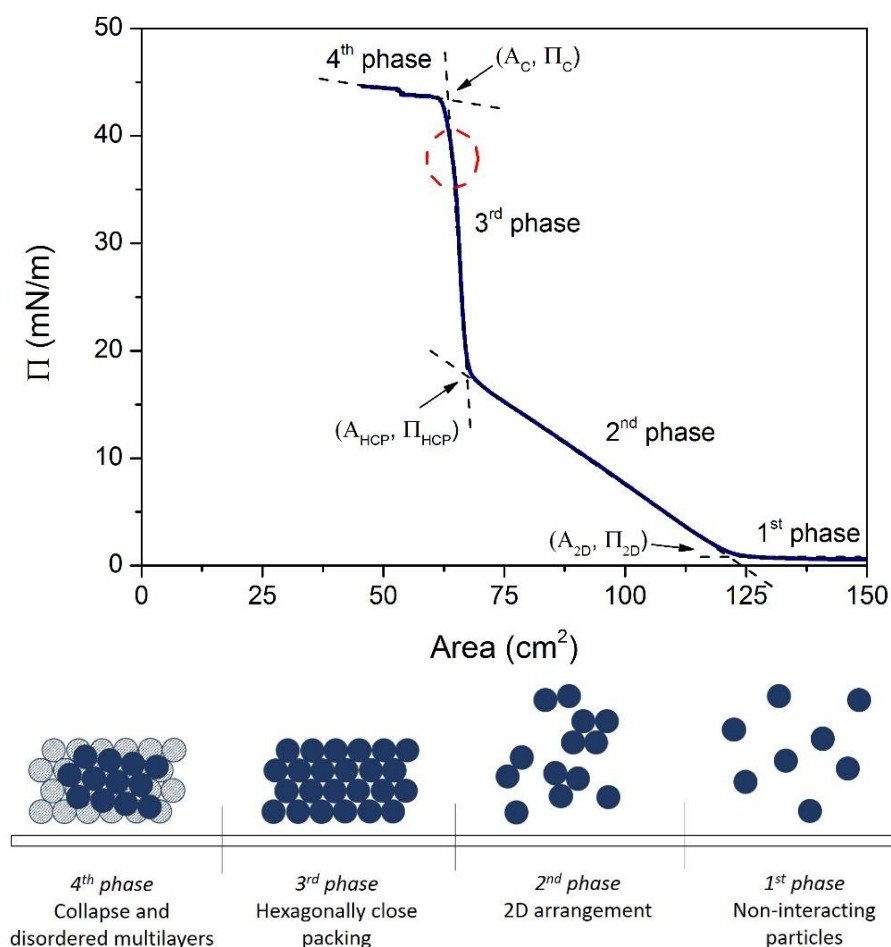 50
4th phase
(AC, ΠC)
40
3rd phase
30
Π (mN/m)
20
(AHCP, ΠHCP)
2nd phase
10
(A2D, Π2D)
1st phase
0
0 25 50 75 100 125 150
Area (cm2)
4th phase
Collapse and
disordered multilayers
3rd phase
Hexagonally close
packing
2nd phase
2D arrangement
1st phase
Non-interacting
particles